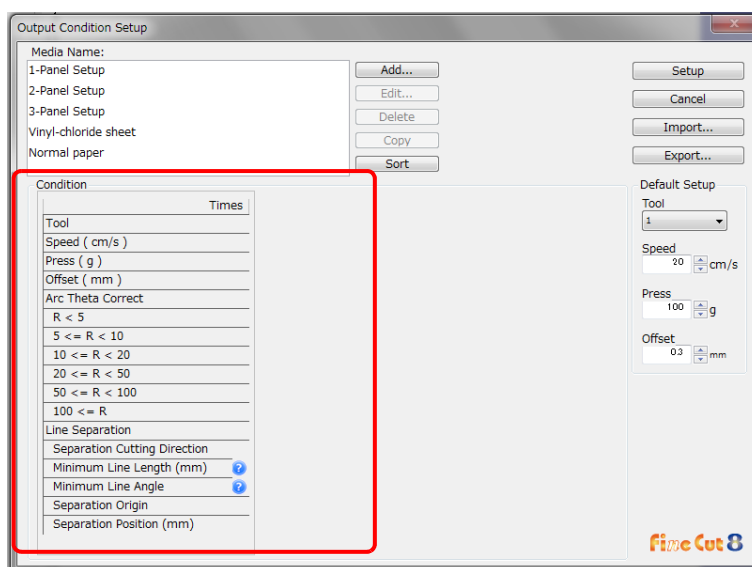 Output Condition Setup
Media Name:
1-Panel Setup
2-Panel Setup
3-Panel Setup
Vinyl-chloride sheet
Normal paper
Add...
Edit...
Delete
Copy
Sort
Setup
Cancel
Import...
Export...
Condition
Times
Tool
Speed ( cm/s )
Press ( g )
Offset ( mm )
Arc Theta Correct
R < 5
5 <= R < 10
10 <= R < 20
20 <= R < 50
50 <= R < 100
100 <= R
Line Separation
Separation Cutting Direction
Minimum Line Length (mm) ?
Minimum Line Angle ?
Separation Origin
Separation Position (mm)
Default Setup
Tool
1
Speed
20 cm/s
Press
100 g
Offset
0.3 mm
Fine Cut 8